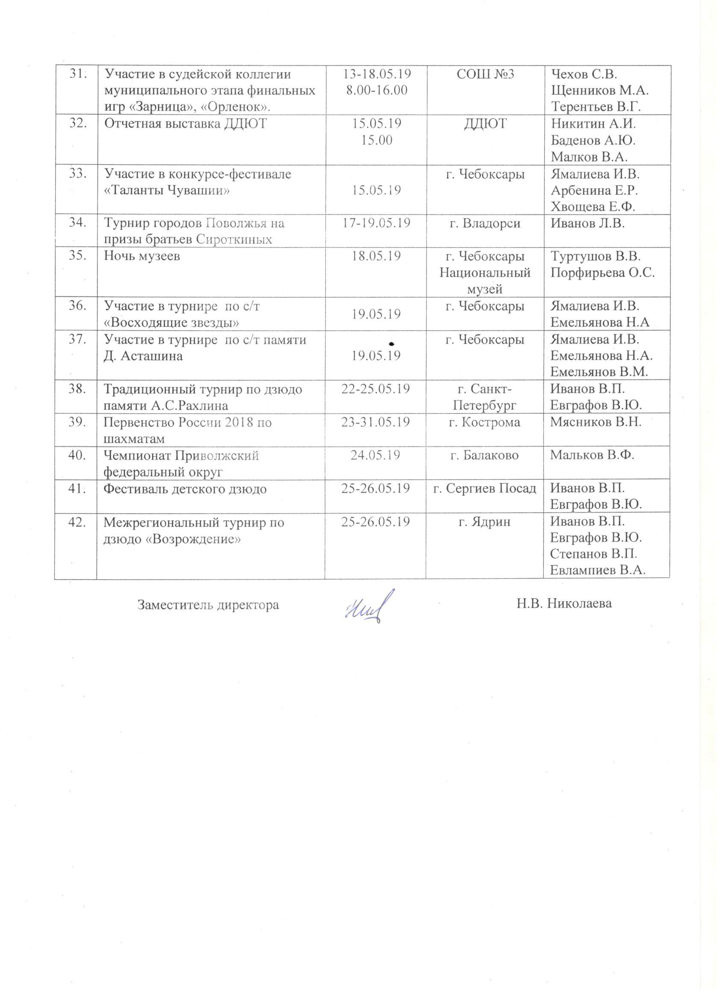 31. Участие в судейской коллегии 13-18.05.19 СОШ №3 Чехов С.В.
муниципального этапа финальных 8.00-16.00 Щенников М.А.
игр «Зарница», «Орленок». Терентьев В.Г.
32. Отчетная выставка ДДЮТ 15.05.19 ДДЮТ Никитин А.И.
15.00 Баденов А.Ю.
Малков В.А.
33. Участие в конкурсе-фестивале г. Чебоксары Ямалиева И.В.
«Таланты Чувашии» 15.05.19 Арбенина Е.Р.
Хвощева Е.Ф.
34. Турнир городов Поволжья на 17-19.05.19 г. Владорси Иванов Л.В.
призы братьев Сироткиных
35. Ночь музеев 18.05.19 г. Чебоксары Туртушов В.В.
Национальный Порфирьева О.С.
музей
36. Участие в турнире по с/т 19.05.19 г. Чебоксары Ямалиева И.В.
«Восходящие звезды» Емельянова Н.А
37. Участие в турнире по с/т памяти г. Чебоксары Ямалиева И.В.
Д. Асташина 19.05.19 Емельянова Н.А.
Емельянов В.М.
38. Традиционный турнир по дзюдо 22-25.05.19 г. Санкт- Иванов В.П.
памяти А.С.Рахлина Петербург Евграфов В.Ю.
39. Первенство России 2018 по 23-31.05.19 г. Кострома Мясников В.Н.
шахматам
40. Чемпионат Приволжский 24.05.19 г. Балаково Мальков В.Ф.
федеральный округ
41. Фестиваль детского дзюдо 25-26.05.19 г. Сергиев Посад Иванов В.П.
Евграфов В.Ю.
42. Межрегиональный турнир по 25-26.05.19 г. Ядрин Иванов В.П.
дзюдо «Возрождение» Евграфов В.Ю.
Степанов В.П.
Евлампиев В.А.
Заместитель директора Н.В. Николаева